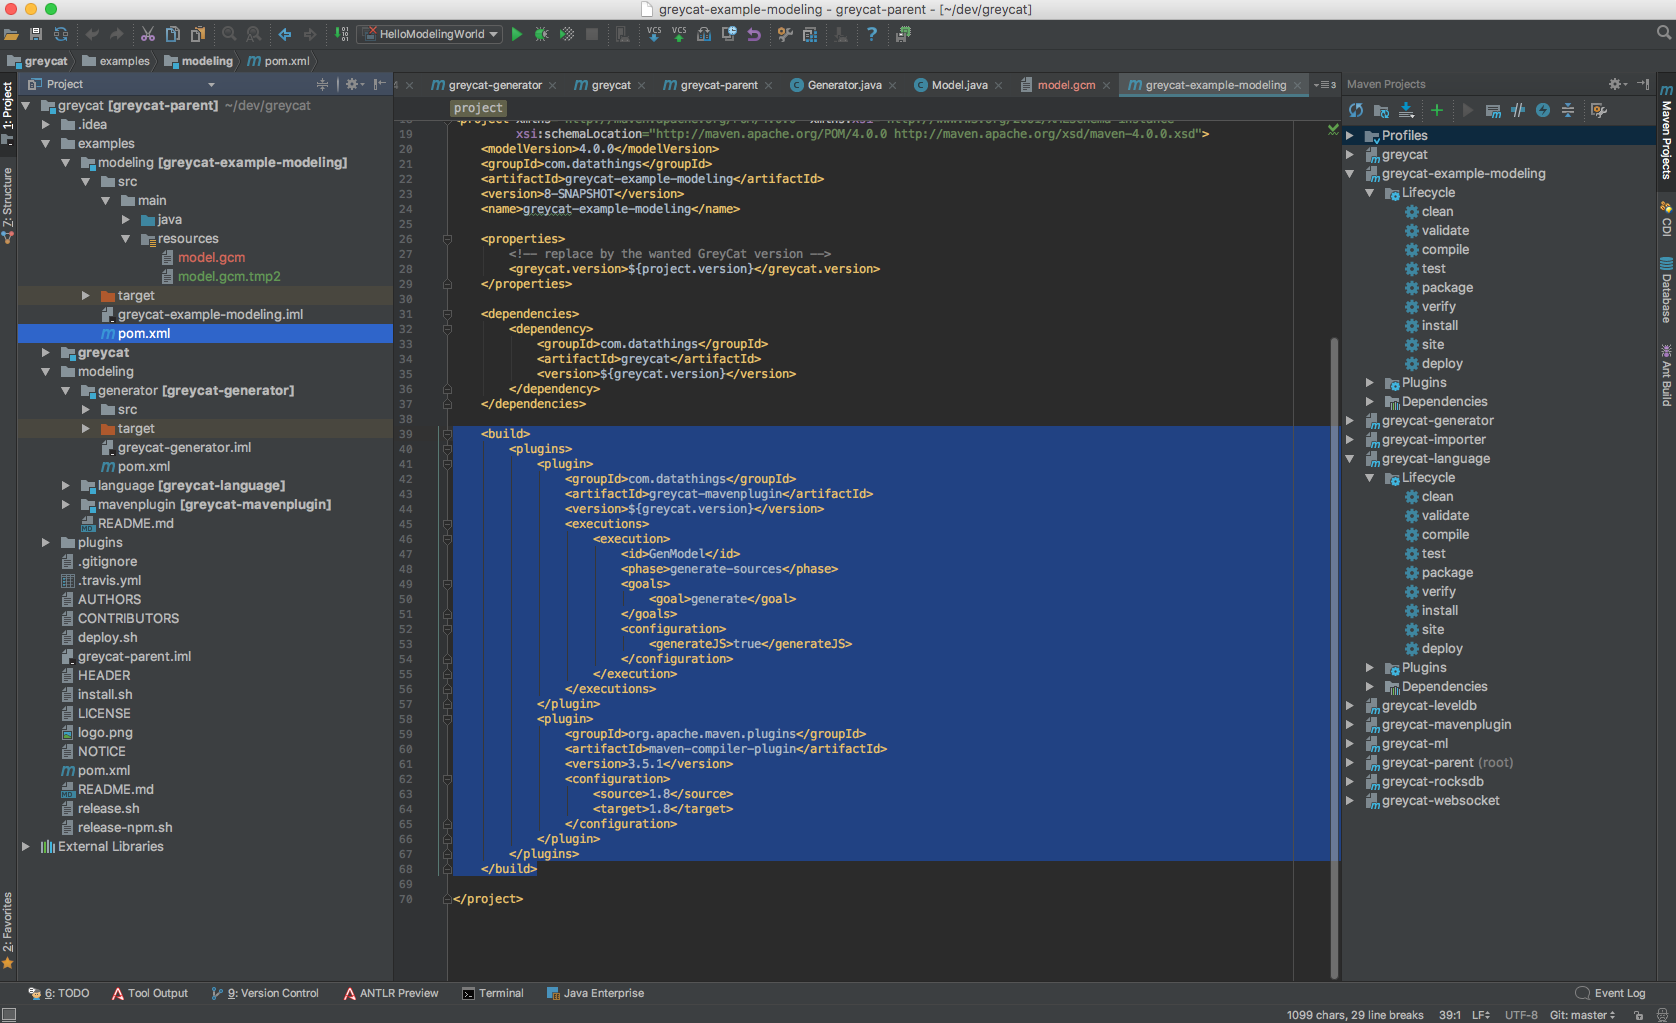 greycat-example-modeling - greycat-parent - [~/dev/greycat]
HelloModelingWorld
greycat
examples
modeling
pom.xml
Project
greycat-generator
greycat
greycat-parent
Generator.java
Model.java
model.gcm
greycat-example-modeling
Maven Projects
1: Project
Z: Structure
2: Favorites
greycat [greycat-parent] ~/dev/greycat
.idea
examples
modeling [greycat-example-modeling]
src
main
java
resources
model.gcm
model.gcm.tmp2
target
greycat-example-modeling.iml
pom.xml
greycat
modeling
generator [greycat-generator]
src
target
greycat-generator.iml
pom.xml
language [greycat-language]
mavenplugin [greycat-mavenplugin]
README.md
plugins
.gitignore
.travis.yml
AUTHORS
CONTRIBUTORS
deploy.sh
greycat-parent.iml
HEADER
install.sh
LICENSE
logo.png
NOTICE
pom.xml
README.md
release.sh
release-npm.sh
External Libraries
project
19 xsi:schemaLocation="http://maven.apache.org/POM/4.0.0 http://maven.apache.org/xsd/maven-4.0.0.xsd">
20 <modelVersion>4.0.0</modelVersion>
21 <groupId>com.datathings</groupId>
22 <artifactId>greycat-example-modeling</artifactId>
23 <version>8-SNAPSHOT</version>
24 <name>greycat-example-modeling</name>
25
26 <properties>
27 <!-- replace by the wanted GreyCat version -->
28 <greycat.version>${project.version}</greycat.version>
29 </properties>
30
31 <dependencies>
32 <dependency>
33 <groupId>com.datathings</groupId>
34 <artifactId>greycat</artifactId>
35 <version>${greycat.version}</version>
36 </dependency>
37 </dependencies>
38
39 <build>
40 <plugins>
41 <plugin>
42 <groupId>com.datathings</groupId>
43 <artifactId>greycat-mavenplugin</artifactId>
44 <version>${greycat.version}</version>
45 <executions>
46 <execution>
47 <id>GenModel</id>
48 <phase>generate-sources</phase>
49 <goals>
50 <goal>generate</goal>
51 </goals>
52 <configuration>
53 <generateJS>true</generateJS>
54 </configuration>
55 </execution>
56 </executions>
57 </plugin>
58 <plugin>
59 <groupId>org.apache.maven.plugins</groupId>
60 <artifactId>maven-compiler-plugin</artifactId>
61 <version>3.5.1</version>
62 <configuration>
63 <source>1.8</source>
64 <target>1.8</target>
65 </configuration>
66 </plugin>
67 </plugins>
68 </build>
69
70 </project>
Profiles
greycat
greycat-example-modeling
Lifecycle
clean
validate
compile
test
package
verify
install
site
deploy
Plugins
Dependencies
greycat-generator
greycat-importer
greycat-language
Lifecycle
clean
validate
compile
test
package
verify
install
site
deploy
Plugins
Dependencies
greycat-leveldb
greycat-mavenplugin
greycat-ml
greycat-parent (root)
greycat-rocksdb
greycat-websocket
Maven Projects
CDI
Database
Ant Build
6: TODO
Tool Output
9: Version Control
ANTLR Preview
Terminal
Java Enterprise
Event Log
1099 chars, 29 line breaks 39:1 LF UTF-8 Git: master